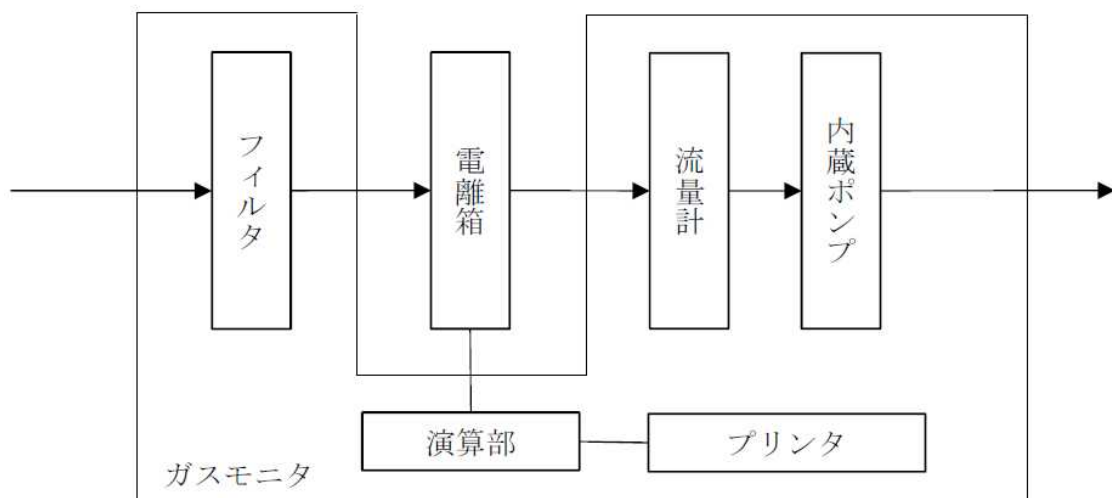 フィルタ
電離箱
流量計
内蔵ポンプ
演算部
プリンタ
ガスモニタ